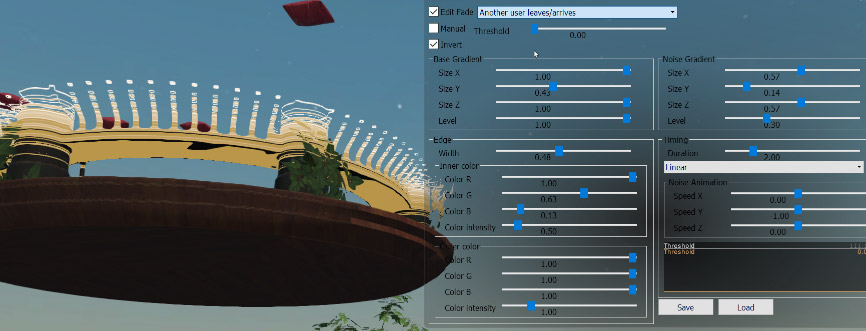 Edit Fade
Another user leaves/arrives
Manual
Threshold
0.00
Invert
Base Gradient
Size X
1.00
Size Y
0.43
Size Z
1.00
Level
1.00
Noise Gradient
Size X
0.57
Size Y
0.14
Size Z
0.57
Level
0.30
Edge
Width
0.48
Inner color
Color R
1.00
Color G
0.63
Color B
0.13
Color Intensity
0.50
color
Color R
1.00
Color G
1.00
Color B
1.00
Color Intensity
1.00
Timing
Duration
2.00
Linear
Noise Animation
Speed X
0.00
Speed Y
-1.00
Speed Z
0.00
Threshold
Threshold
Save
Load